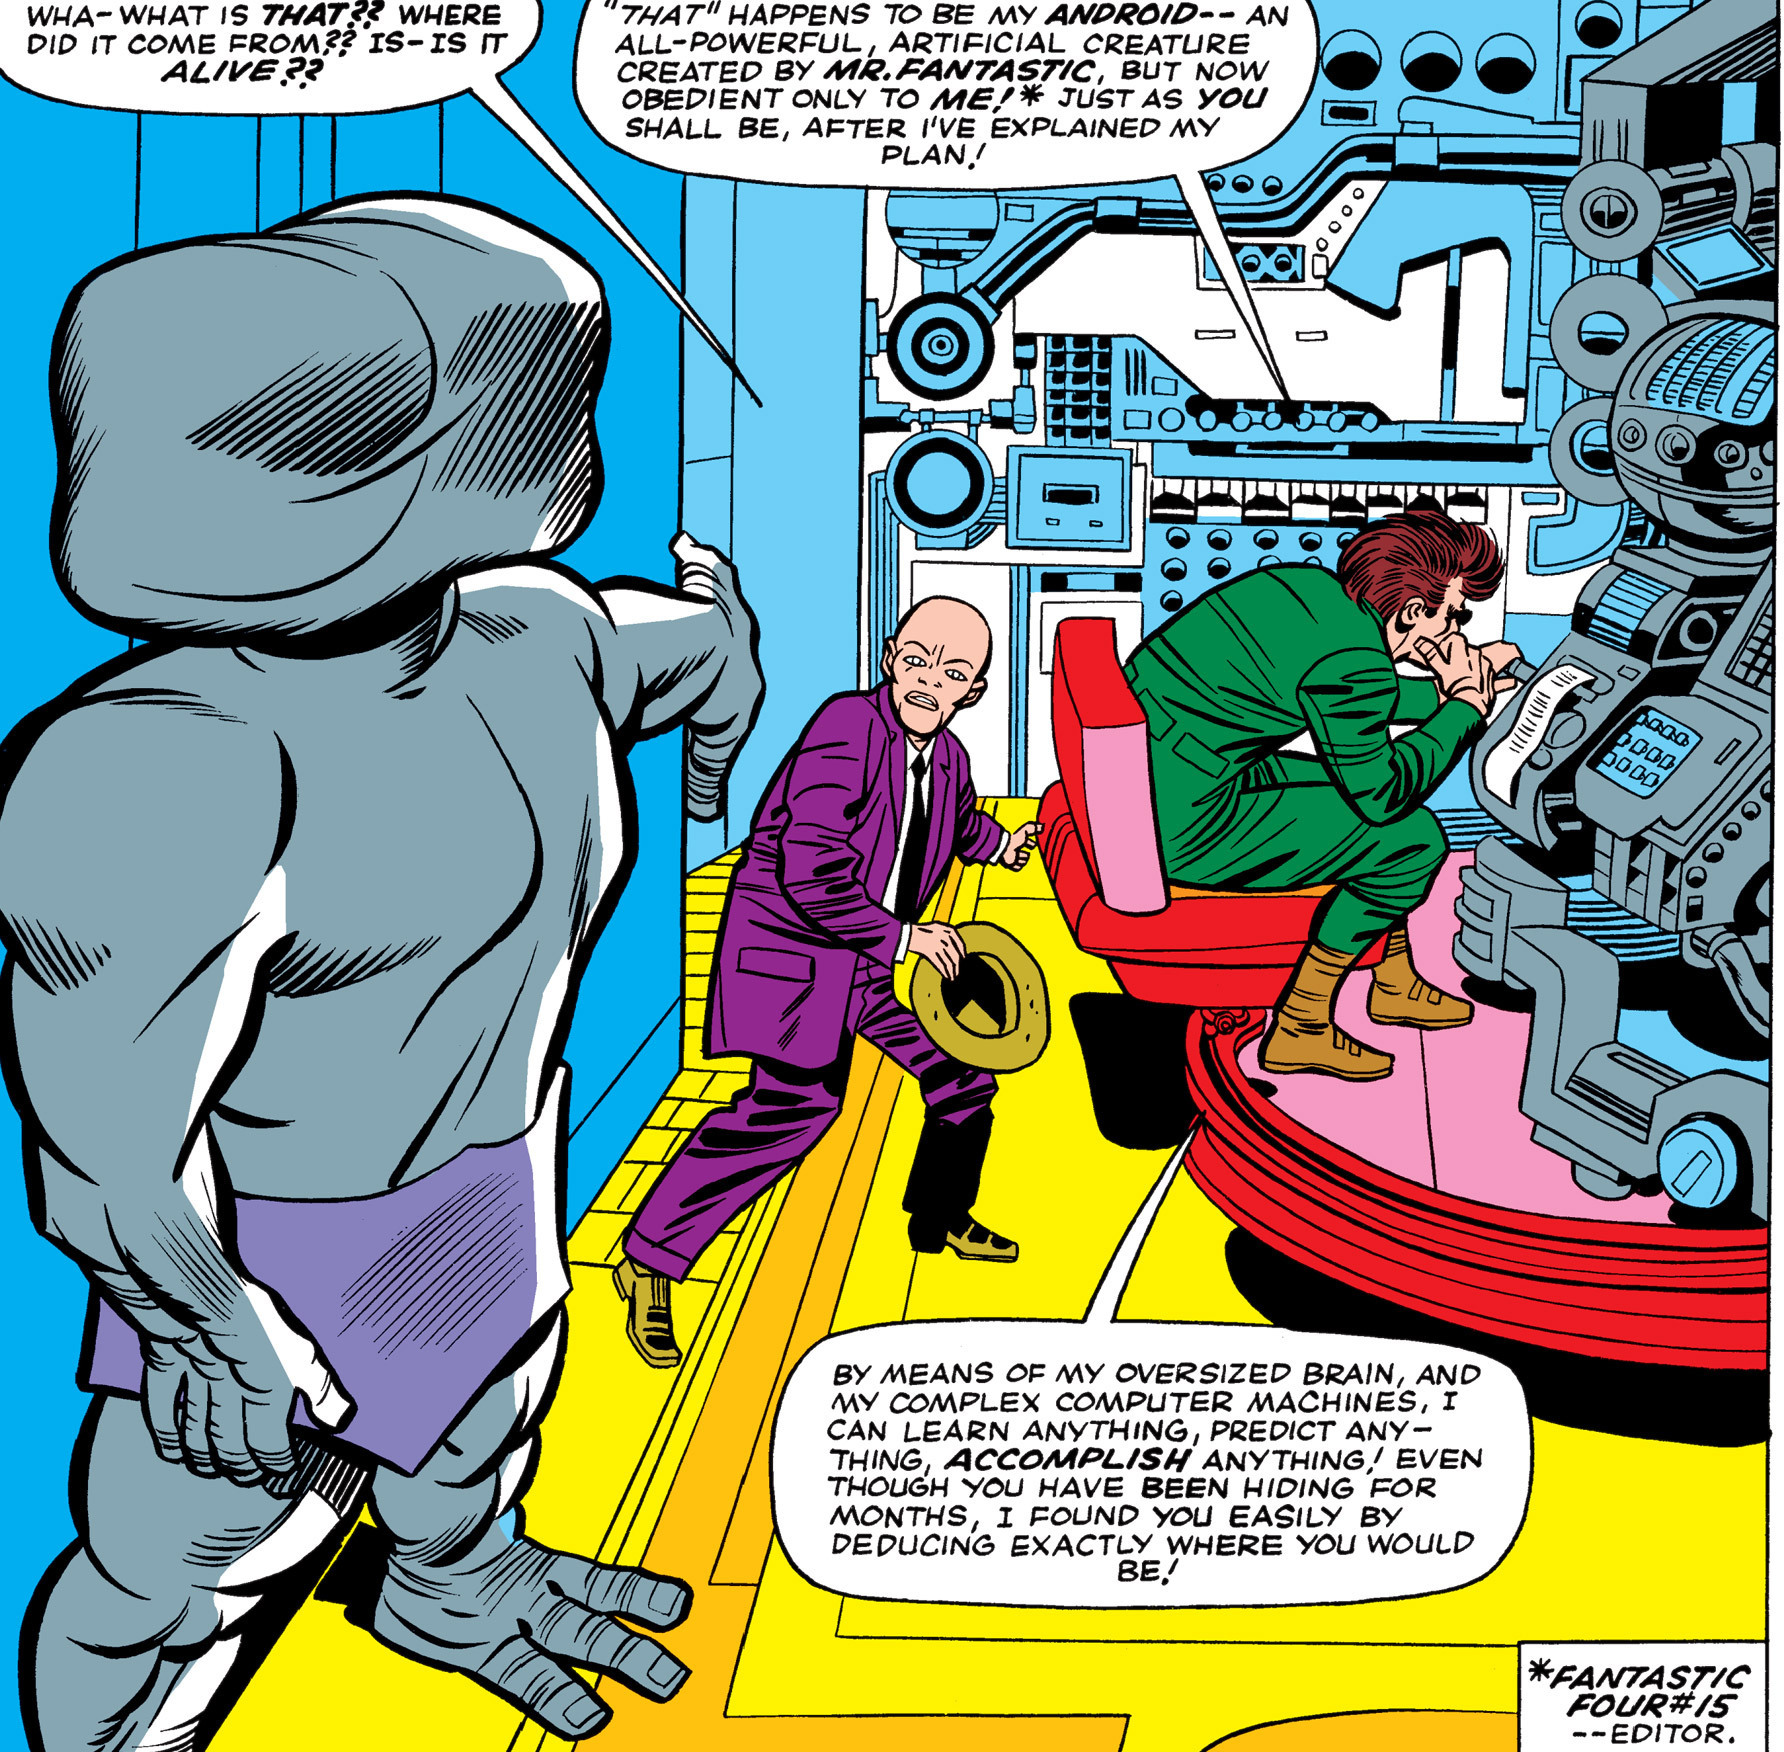 WHA-WHAT IS THAT?? WHERE
DID IT COME FROM?? IS-IS IT
ALIVE??
"THAT" HAPPENS TO BE MY ANDROID-- AN
ALL-POWERFUL, ARTIFICIAL CREATURE
CREATED BY MR. FANTASTIC, BUT NOW
OBEDIENT ONLY TO ME!* JUST AS YOU
SHALL BE, AFTER I'VE EXPLAINED MY
PLAN!
BY MEANS OF MY OVERSIZED BRAIN, AND
MY COMPLEX COMPUTER MACHINES, I
CAN LEARN ANYTHING, PREDICT ANY-
THING, ACCOMPLISH ANYTHING! EVEN
THOUGH YOU HAVE BEEN HIDING FOR
MONTHS, I FOUND YOU EASILY BY
DEDUCING EXACTLY WHERE YOU WOULD
BE!
*FANTASTIC
FOUR #15
--EDITOR.